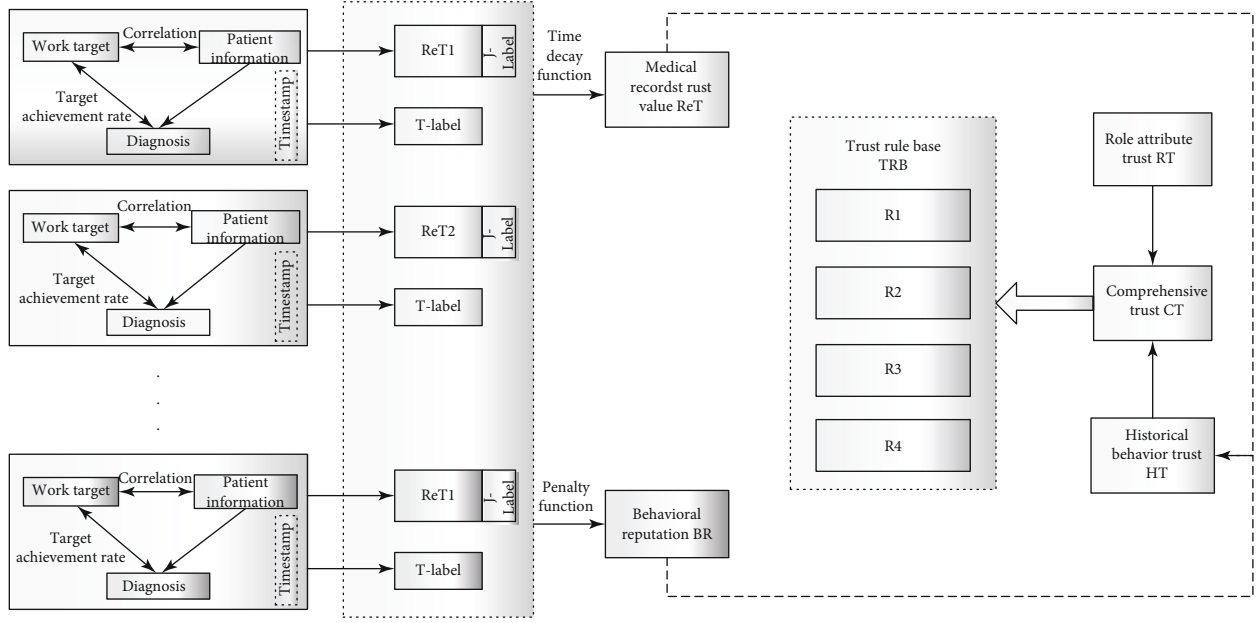 Work target
Correlation
Patient
information
Target
achievement rate
Diagnosis
Timestamp
ReT1
J-
Label
T-label
Work target
Correlation
Patient
information
Target
achievement rate
Diagnosis
Timestamp
ReT2
J-
Label
T-label
.
.
.
Work target
Correlation
Patient
information
Target
achievement rate
Diagnosis
Timestamp
ReT1
J-
Label
T-label
Time
decay
function
Medical
recordst rust
value ReT
Penalty
function
Behavioral
reputation BR
Trust rule base
TRB
R1
R2
R3
R4
Role attribute
trust RT
Comprehensive
trust CT
Historical
behavior trust
HT